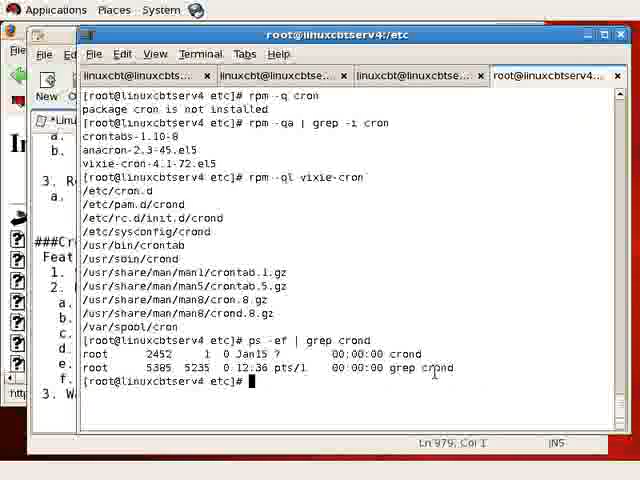 Applications Places System
root@linuxcbtserv4:/etc
File
File
File Edit View Terminal Tabs Help
linuxcbt@linuxcbts...
linuxcbt@linuxcbtse...
linuxcbt@linuxcbtse...
root@linuxcbtserv4...
New
[root@linuxcbtserv4 etc]# rpm -q cron
package cron is not installed
[root@linuxcbtserv4 etc]# rpm -qa | grep -i cron
crontabs-1.10-8
anacron-2.3-45.el5
vixie-cron-4.1-72.el5
[root@linuxcbtserv4 etc]# rpm -ql vixie-cron
/etc/cron.d
/etc/pam.d/crond
/etc/rc.d/init.d/crond
/etc/sysconfig/crond
/usr/bin/crontab
/usr/sbin/crond
/usr/share/man/man1/crontab.1.gz
/usr/share/man/man5/crontab.5.gz
/usr/share/man/man8/cron.8.gz
/usr/share/man/man8/crond.8.gz
/var/spool/cron
[root@linuxcbtserv4 etc]# ps -ef | grep crond
root 2452 1 0 Jan15 ? 00:00:00 crond
root 5385 5235 0 12:36 pts/1 00:00:00 grep crond
[root@linuxcbtserv4 etc]#
*Linu
a.
b.
3. R
a.
###Cr
Feat
1.
2.
a.
b.
c.
d.
e.
f.
3. W
http
Ln 979, Col 1
INS